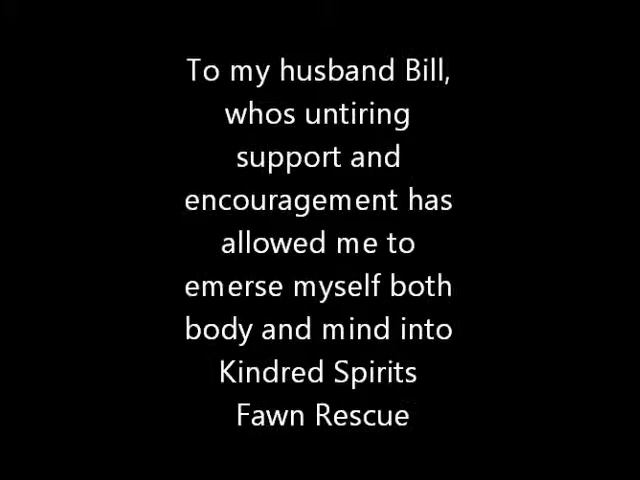 To my husband Bill,
whos untiring
support and
encouragement has
allowed me to
emerse myself both
body and mind into
Kindred Spirits
Fawn Rescue